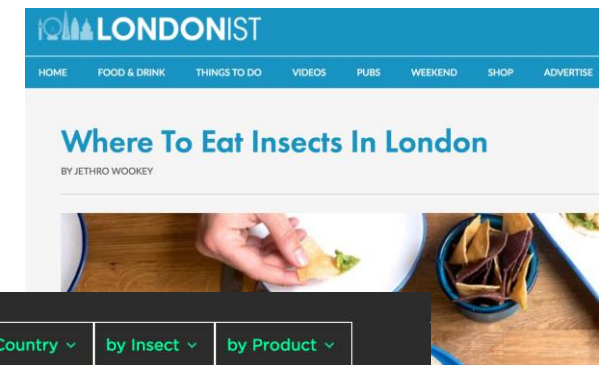 LONDONIST
HOME FOOD & DRINK THINGS TO DO VIDEOS PUBS WEEKEND SHOP ADVERTISE
Where To Eat Insects In London
BY JETHRO WOOKEY
Country by Insect by Product